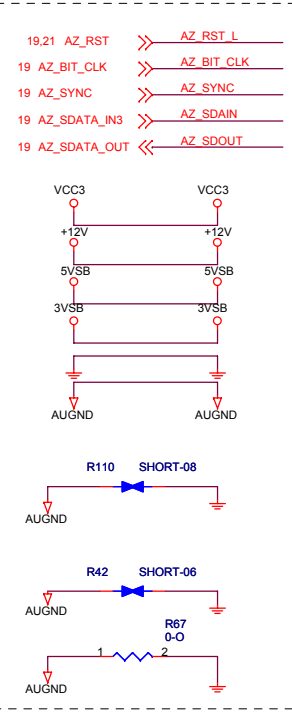 19,21 AZ_RST AZ_RST_L
19 AZ_BIT_CLK AZ_BIT_CLK
19 AZ_SYNC AZ_SYNC
19 AZ_SDATA_IN3 AZ_SDAIN
19 AZ_SDATA_OUT AZ_SDOUT
VCC3 VCC3
+12V +12V
5VSB 5VSB
3VSB 3VSB
AUGND AUGND
R110 SHORT-08
AUGND
R42 SHORT-06
AUGND
R67
0-O
1 2
AUGND